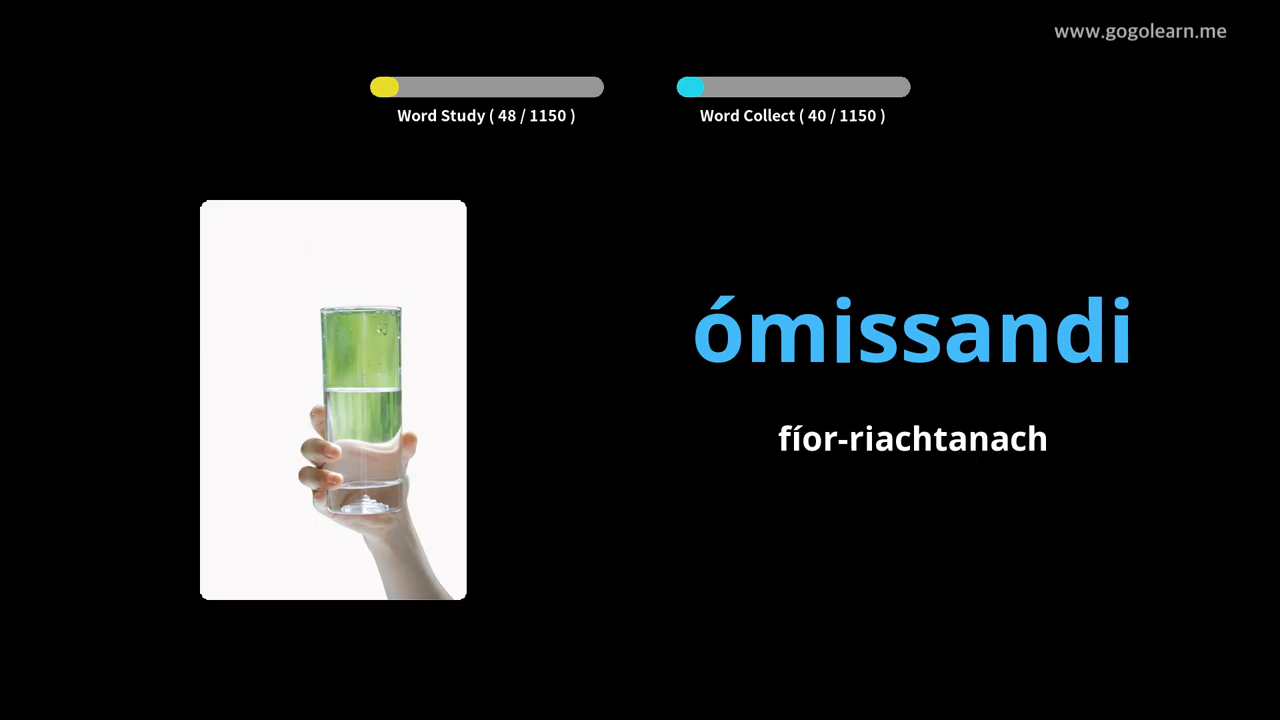 www.gogolearn.me
Word Study ( 48 / 1150 )
Word Collect ( 40 / 1150 )
ómissandi
fíor-riachtanach